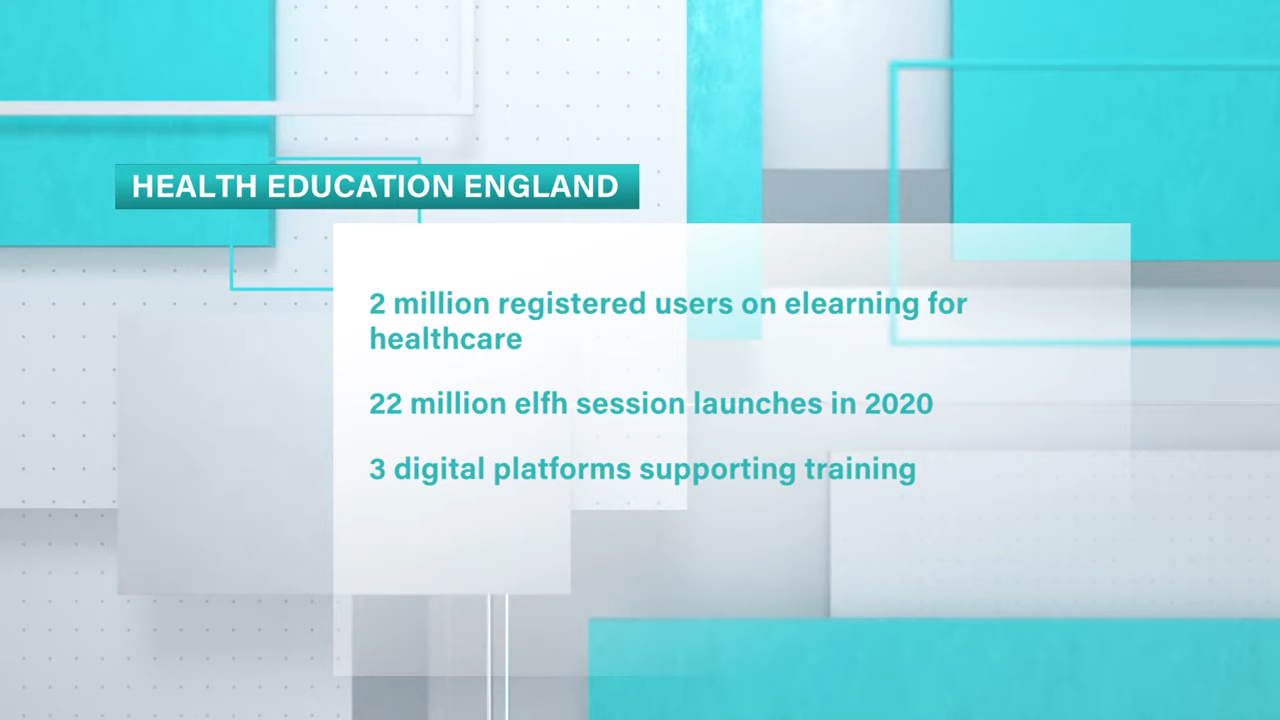 HEALTH EDUCATION ENGLAND
2 million registered users on elearning for
healthcare
22 million elfh session launches in 2020
3 digital platforms supporting training